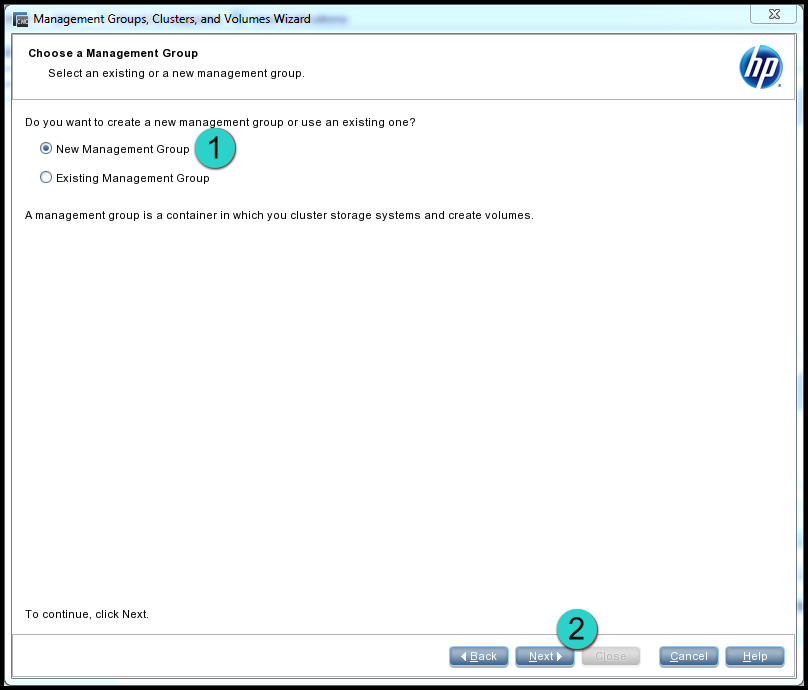 CMC Management Groups, Clusters, and Volumes Wizard
Choose a Management Group
Select an existing or a new management group.
hp
Do you want to create a new management group or use an existing one?
New Management Group 1
Existing Management Group
A management group is a container in which you cluster storage systems and create volumes.
To continue, click Next.
2
Back Next Close Cancel Help